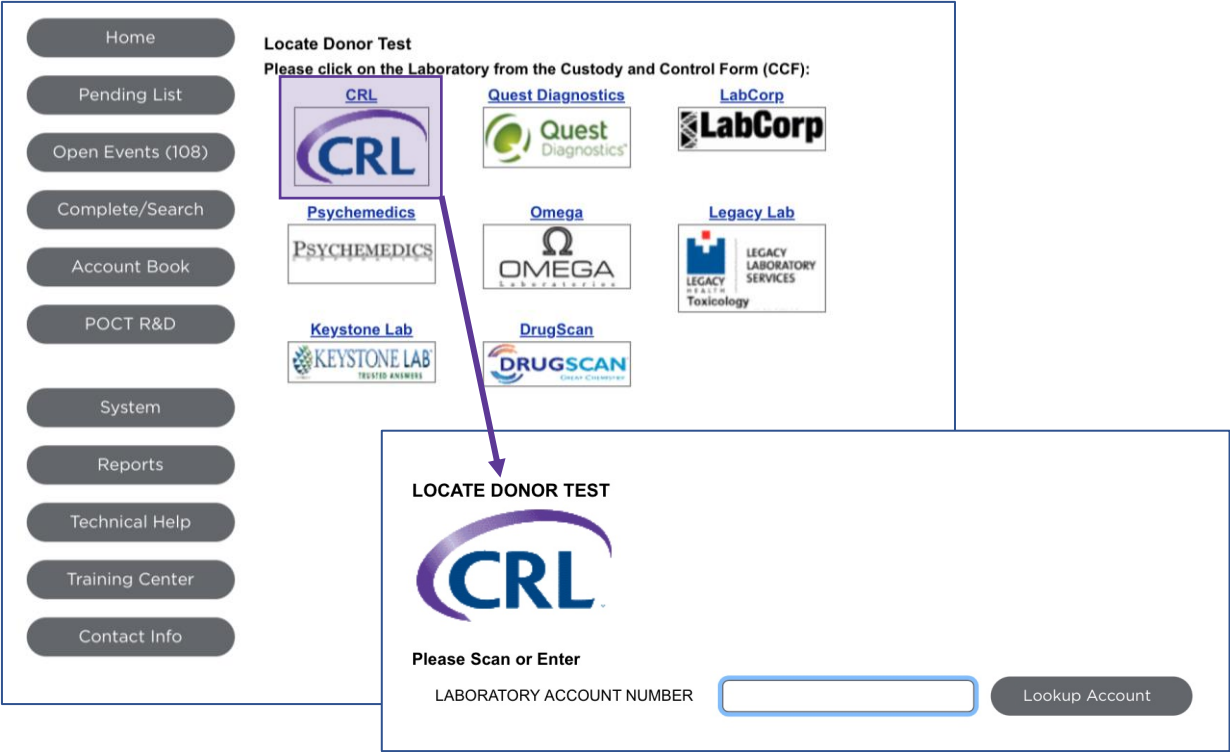 Home
Pending List
Open Events (108)
Complete/Search
Account Book
POCT R&D
System
Reports
Technical Help
Training Center
Contact Info
Locate Donor Test
Please click on the Laboratory from the Custody and Control Form (CCF):
CRL
CRL
Quest Diagnostics
Quest
Diagnostics
LabCorp
LabCorp
Psychemedics
PSYCHEMEDICS
Omega
Ω
OMEGA
Laboratories
Legacy Lab
LEGACY
HEALTH
LEGACY
LABORATORY
SERVICES
Toxicology
Keystone Lab
KEYSTONE LAB
TRUSTED ANSWERS
DrugScan
DRUGSCAN
GREAT CHEMISTRY
LOCATE DONOR TEST
CRL
Please Scan or Enter
LABORATORY ACCOUNT NUMBER
Lookup Account